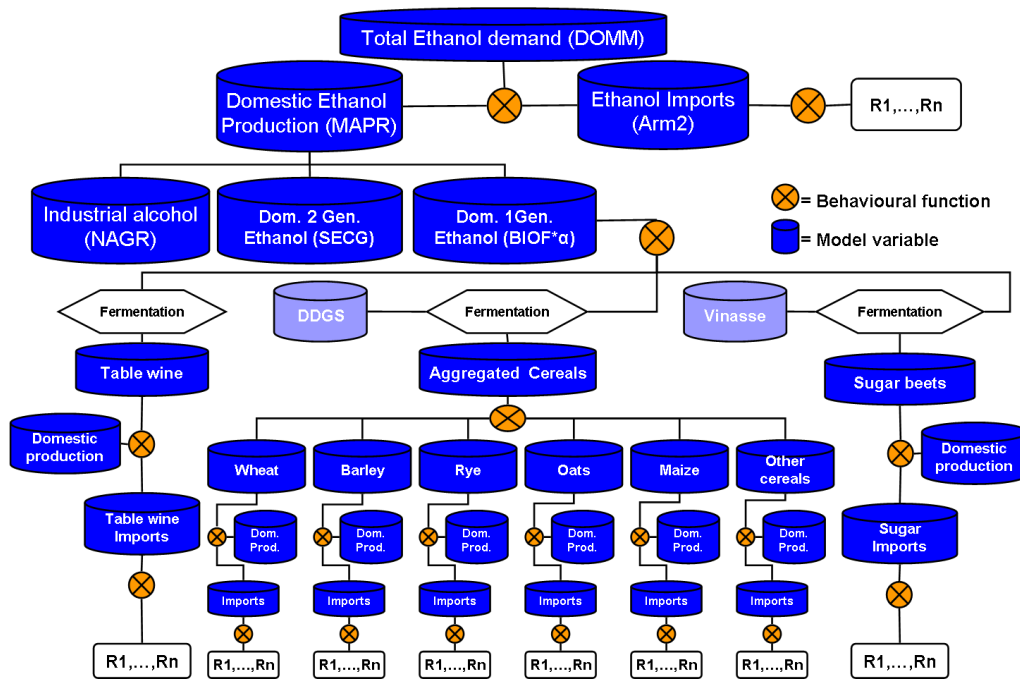 Total Ethanol demand (DOMM)
Domestic Ethanol
Production (MAPR)
Ethanol Imports
(Arm2)
R1,...,Rn
Industrial alcohol
(NAGR)
Dom. 2 Gen.
Ethanol (SECG)
Dom. 1Gen.
Ethanol (BIOF*α)
= Behavioural function
= Model variable
Fermentation
DDGS
Fermentation
Vinasse
Fermentation
Table wine
Aggregated Cereals
Sugar beets
Domestic
production
Wheat
Barley
Rye
Oats
Maize
Other
cereals
Domestic
production
Table wine
Imports
Dom.
Prod.
Dom.
Prod.
Dom.
Prod.
Dom.
Prod.
Dom.
Prod.
Dom.
Prod.
Sugar
Imports
Imports
Imports
Imports
Imports
Imports
Imports
R1,...,Rn
R1,...,Rn
R1,...,Rn
R1,...,Rn
R1,...,Rn
R1,...,Rn
R1,...,Rn
R1,...,Rn